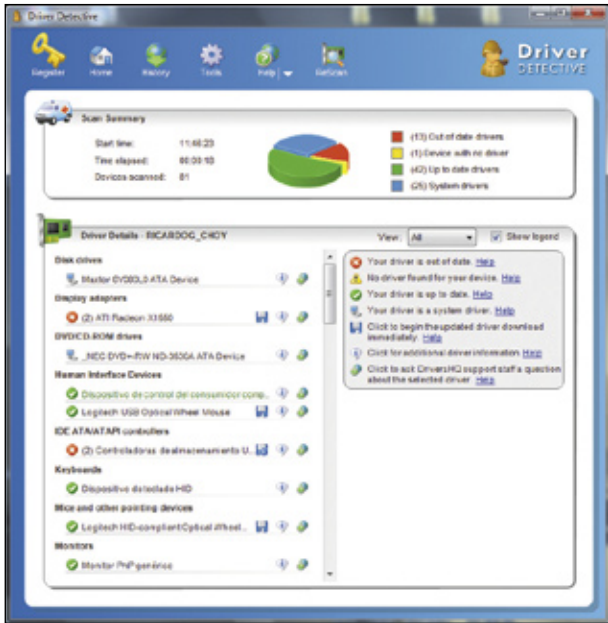 Driver Detective
Register Home History Tools Help ReScan
Driver
DETECTIVE
Scan Summary
Start time: 11:46:23
Time elapsed: 00:00:10
Devices scanned: 81
(13) Out of date drivers
(1) Device with no driver
(42) Up to date drivers
(25) System drivers
Driver Details - RICARDOG_CHOY
View: All
Show legend
Disk drives
Maxtor ATA Device
Display adapters
(2) ATI Radeon X1550
DVD/CD-ROM drives
_NEC DVD+-RW ND-3500A ATA Device
Human Interface Devices
Dispositivo de control del consumidor comp...
Logitech USB Optical Wheel Mouse
IDE ATA/ATAPI controllers
(2) Controladoras de almacenamiento U...
Keyboards
Dispositivo de teclado HID
Mice and other pointing devices
Logitech HID-compliant Optical Wheel...
Monitors
Monitor PnP genérico
Your driver is out of date. Help
No driver found for your device. Help
Your driver is up to date. Help
Your driver is a system driver. Help
Click to begin the updated driver download
immediately. Help
Click for additional driver information Help
Click to ask DriversHQ support staff a question
about the selected driver. Help